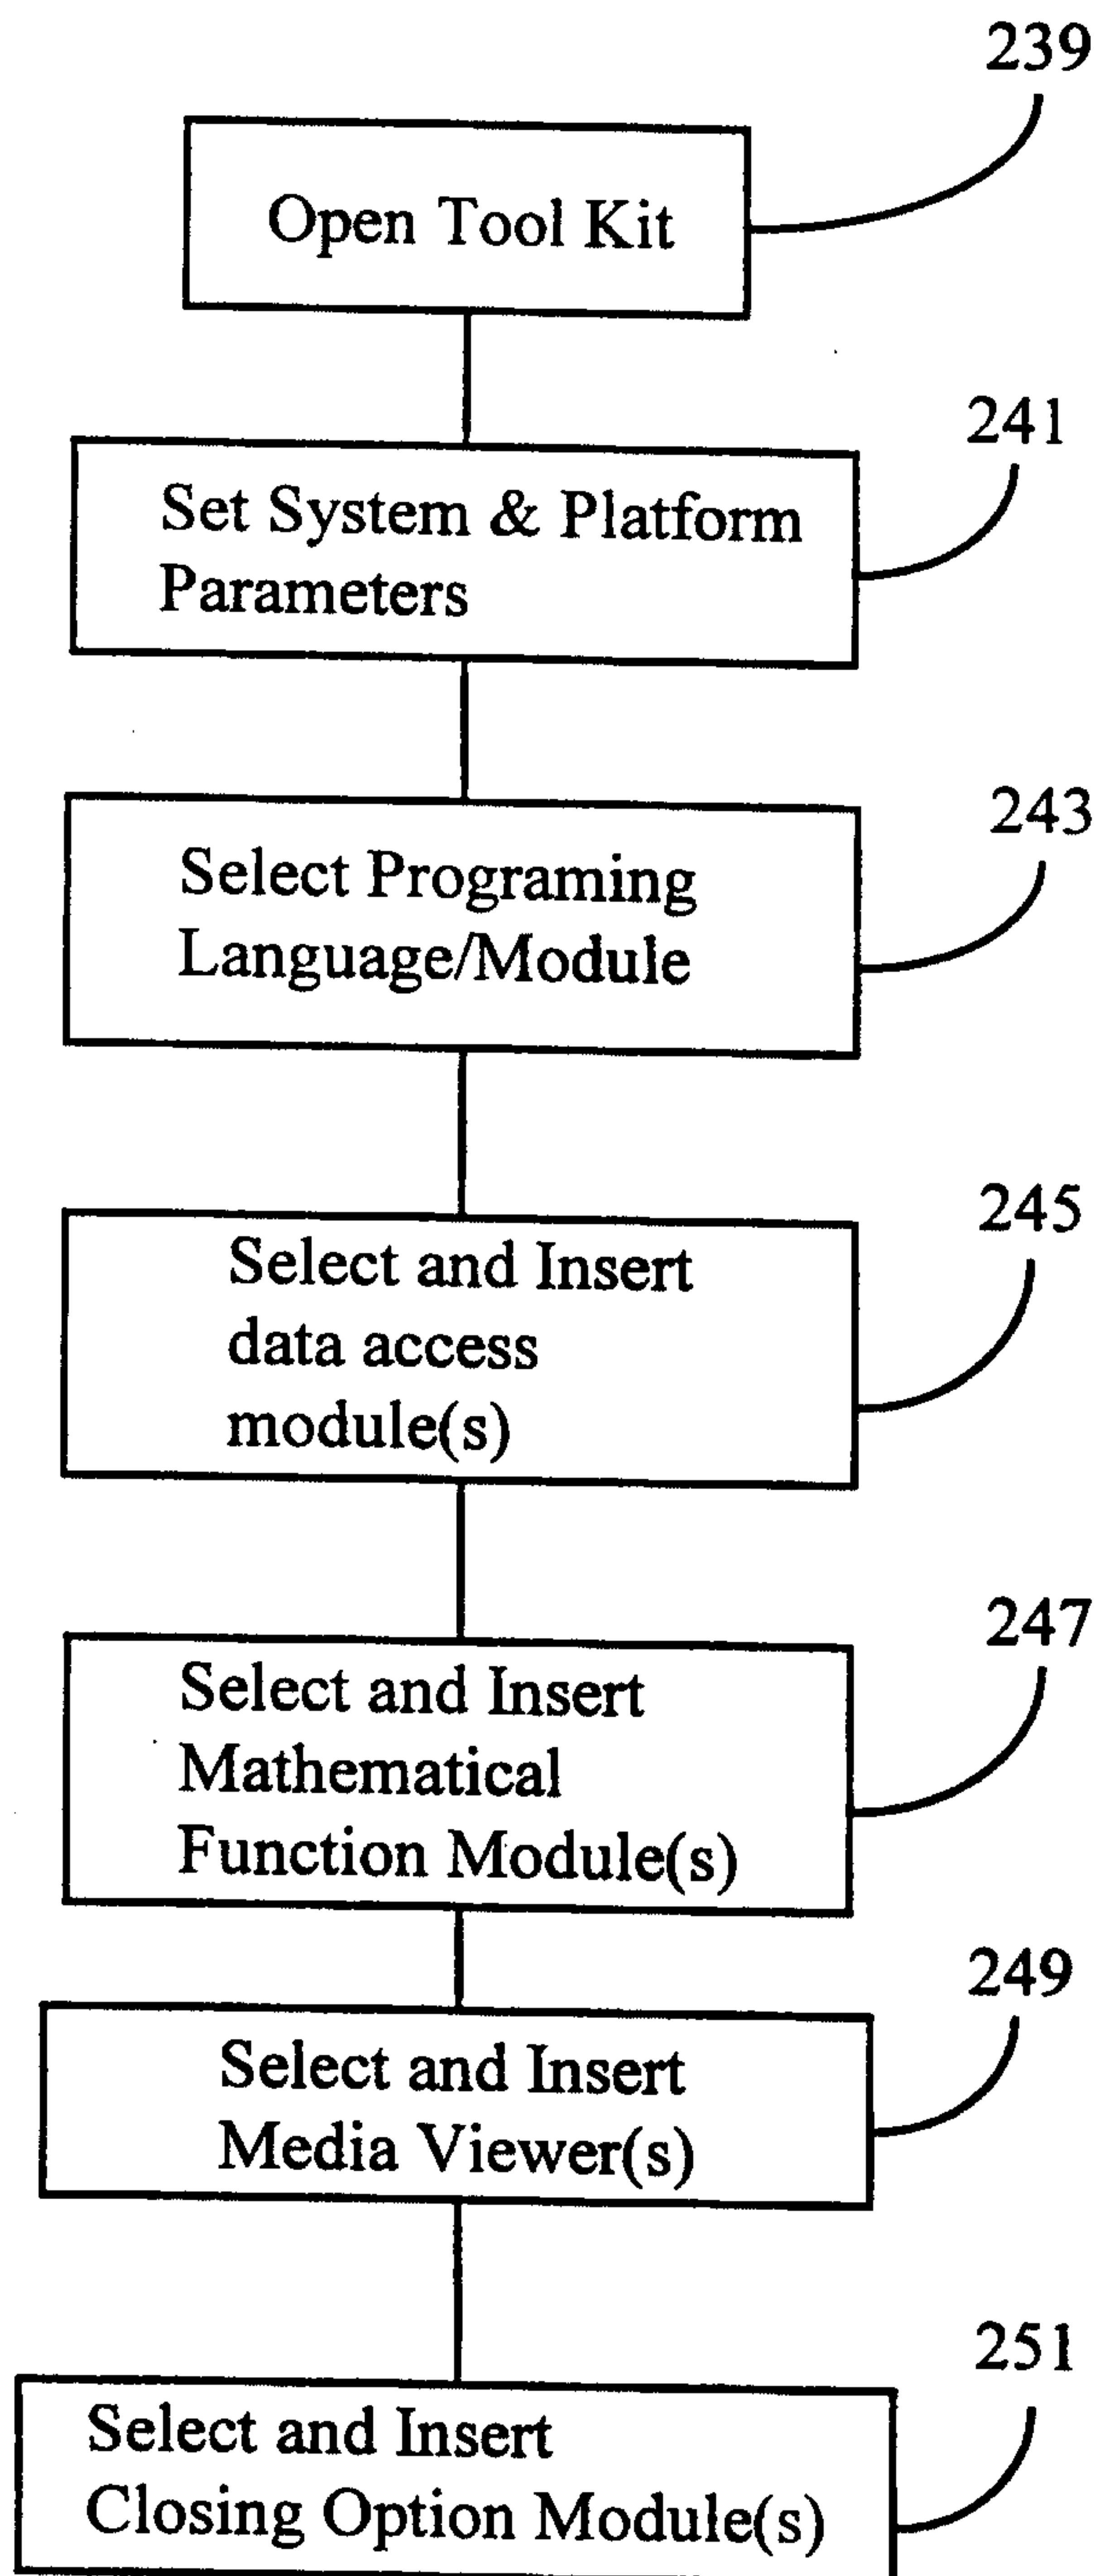 239
Open Tool Kit
241
Set System & Platform
Parameters
243
Select Programing
Language/Module
245
Select and Insert
data access
module(s)
247
Select and Insert
Mathematical
Function Module(s)
249
Select and Insert
Media Viewer(s)
251
Select and Insert
Closing Option Module(s)